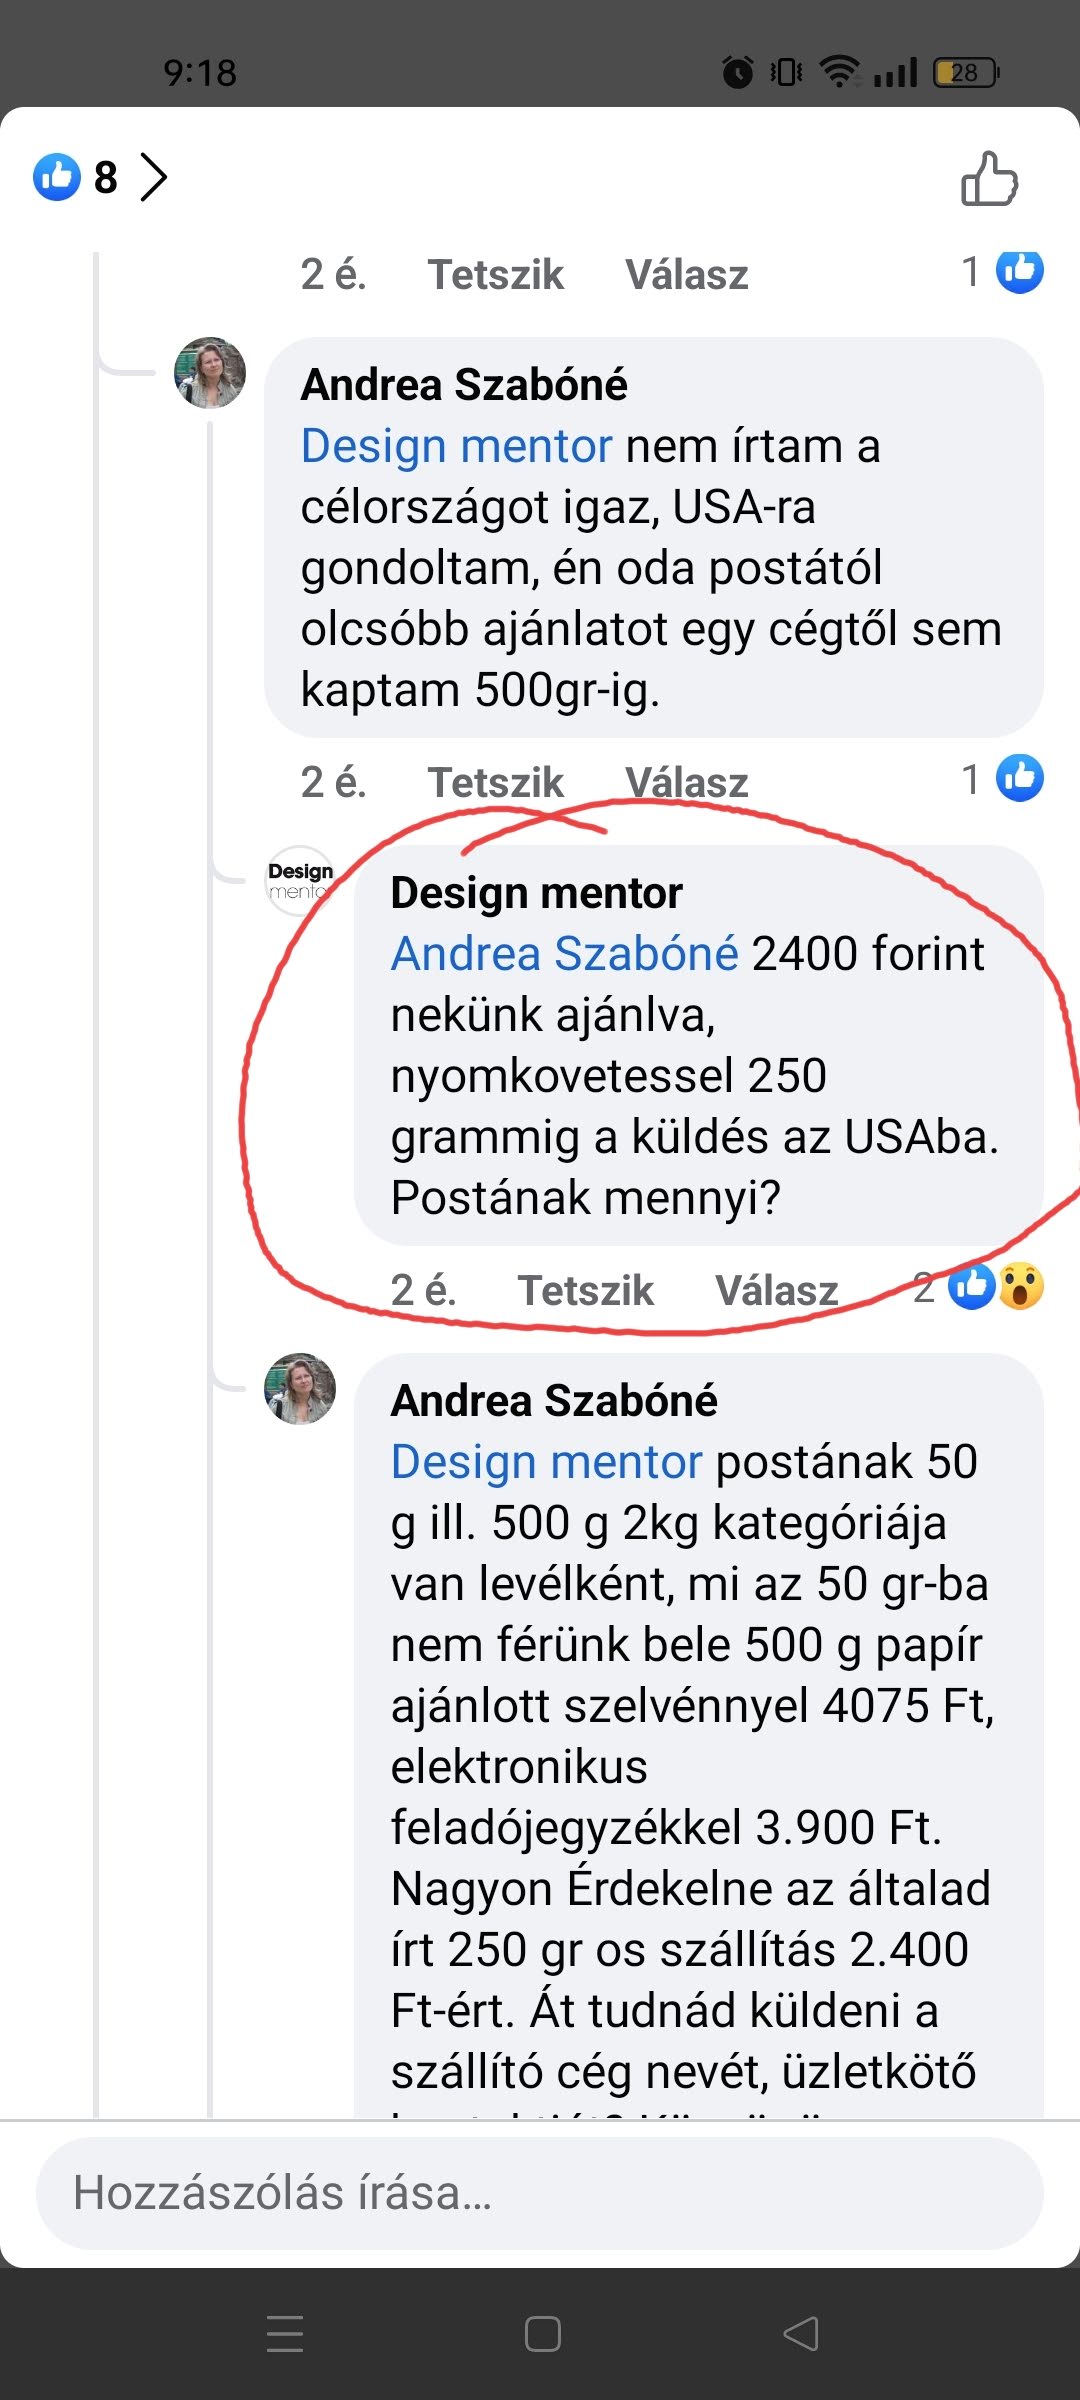 9:18
28
8
2 é. Tetszik Válasz 1
Andrea Szabóné
Design mentor nem írtam a
célországot igaz, USA-ra
gondoltam, én oda postától
olcsóbb ajánlatot egy cégtől sem
kaptam 500gr-ig.
2 é. Tetszik Válasz 1
Design
mentor
Design mentor
Andrea Szabóné 2400 forint
nekünk ajánlva,
nyomkovetessel 250
grammig a küldés az USAba.
Postának mennyi?
2 é. Tetszik Válasz 2
Andrea Szabóné
Design mentor postának 50
g ill. 500 g 2kg kategóriája
van levélként, mi az 50 gr-ba
nem férünk bele 500 g papír
ajánlott szelvénnyel 4075 Ft,
elektronikus
feladójegyzékkel 3.900 Ft.
Nagyon Érdekelne az általad
írt 250 gr os szállítás 2.400
Ft-ért. Át tudnád küldeni a
szállító cég nevét, üzletkötő
Hozzászólás írása...